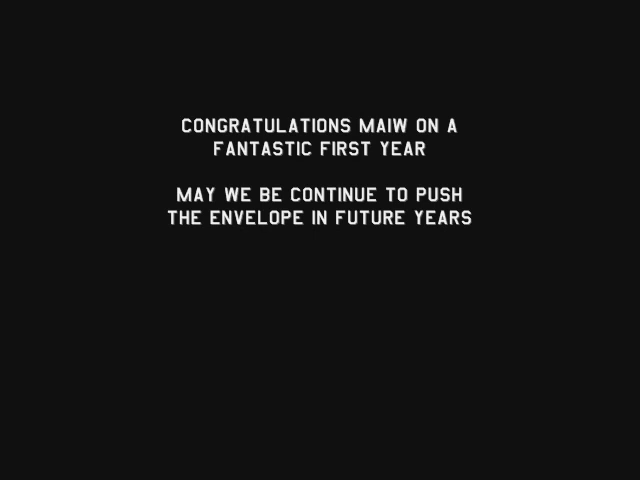 CONGRATULATIONS MAIW ON A
FANTASTIC FIRST YEAR
MAY WE BE CONTINUE TO PUSH
THE ENVELOPE IN FUTURE YEARS